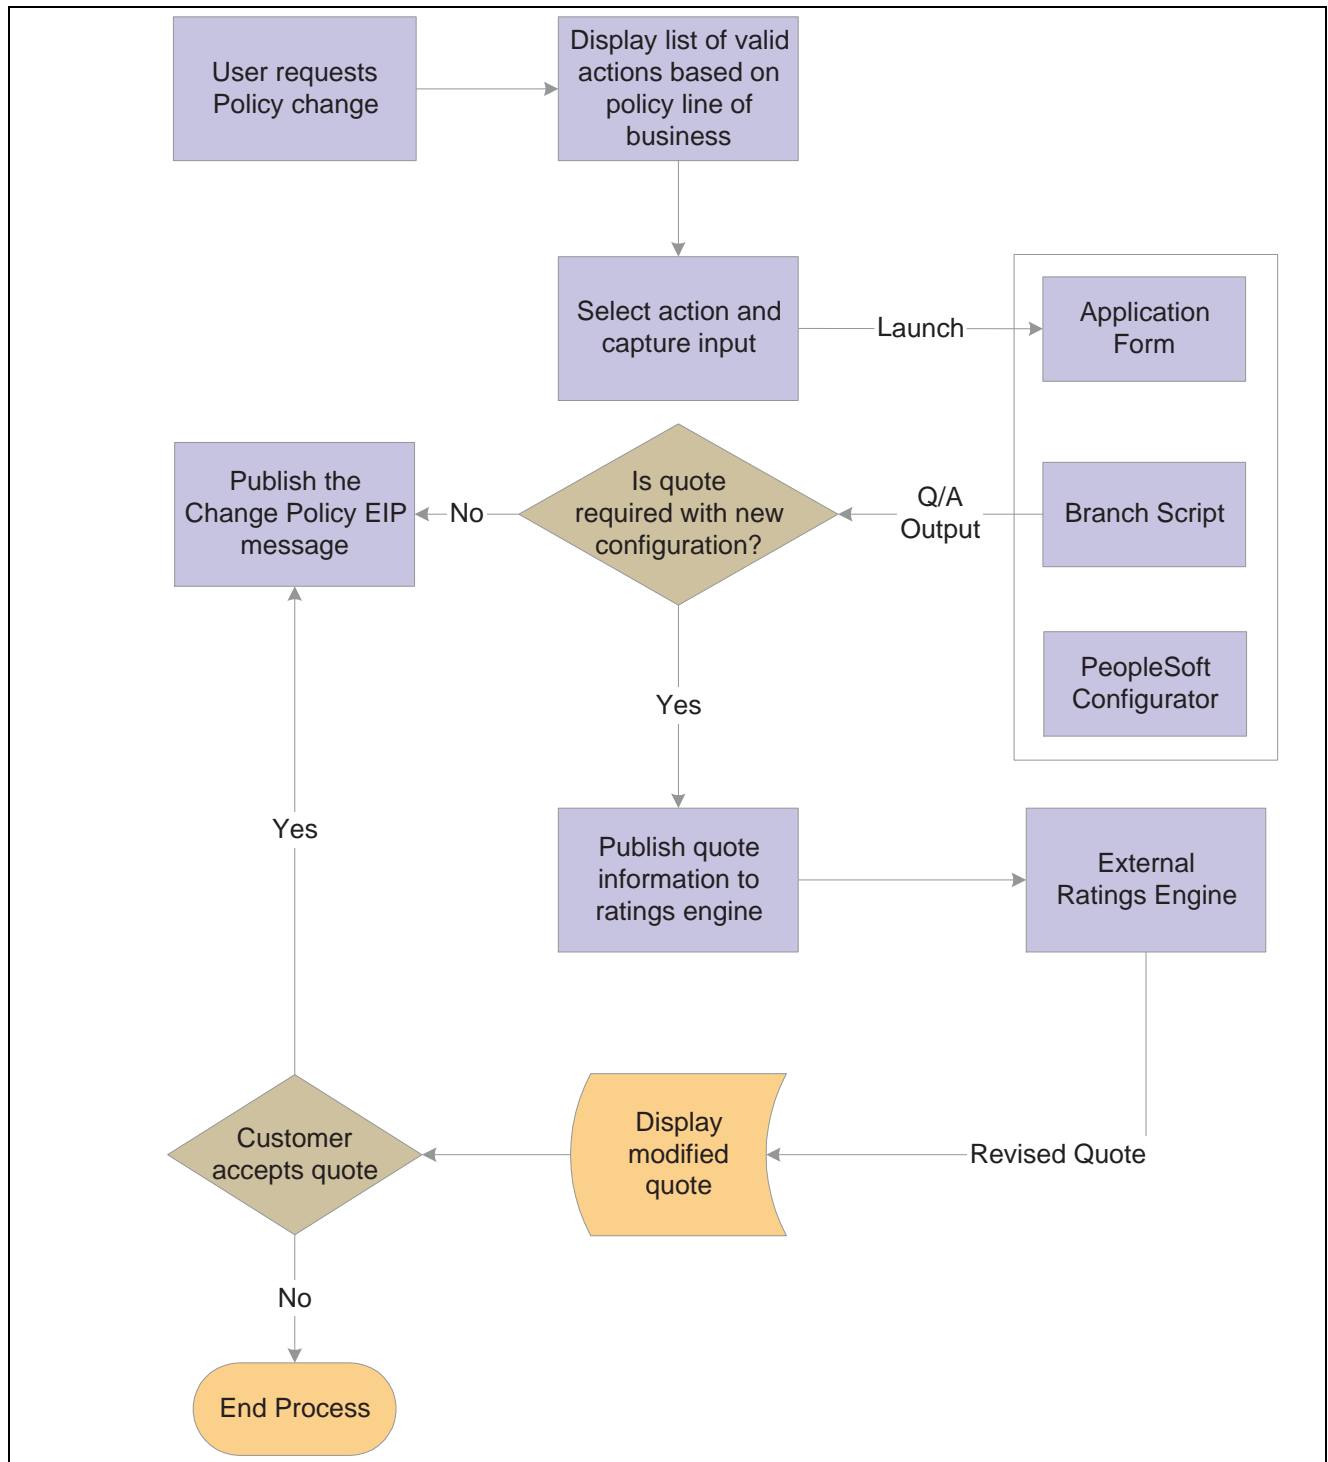 User requests
Policy change
Display list of valid
actions based on
policy line of
business
Select action and
capture input
Launch
Application
Form
Publish the
Change Policy EIP
message
No
Is quote
required with new
configuration?
Q/A
Output
Branch Script
PeopleSoft
Configurator
Yes
Yes
Publish quote
information to
ratings engine
External
Ratings Engine
Customer
accepts quote
Display
modified
quote
Revised Quote
No
End Process